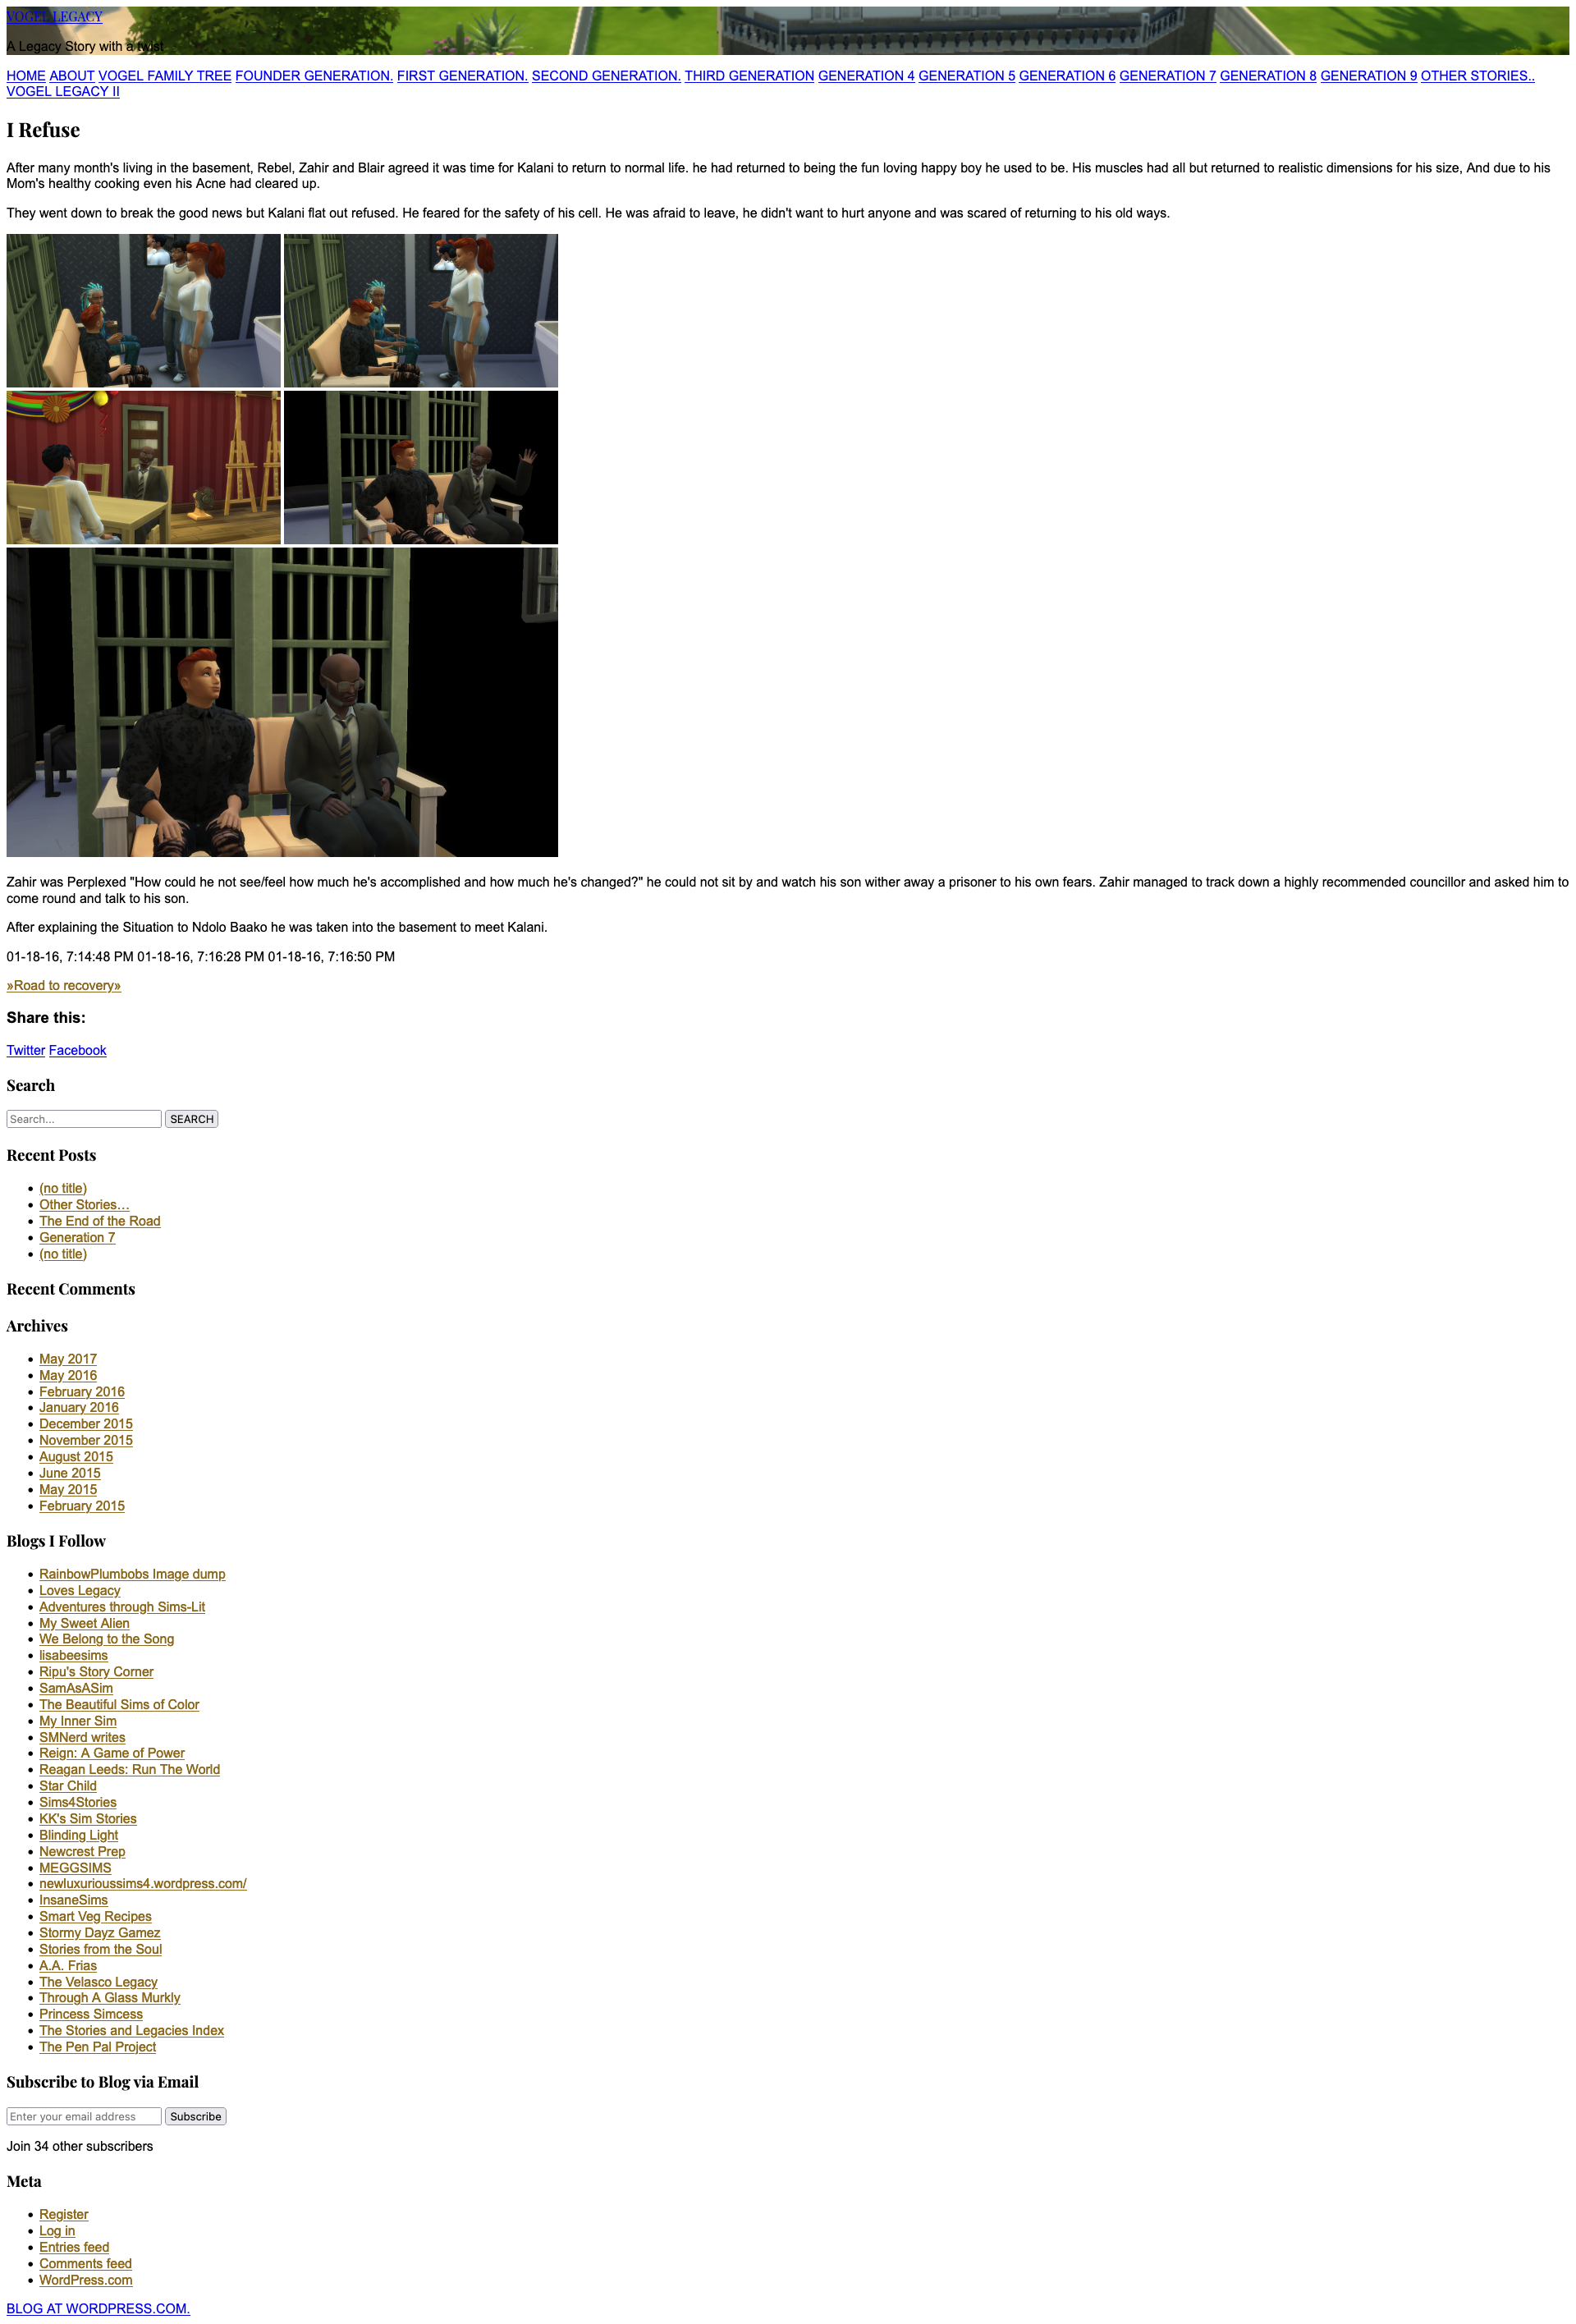 VOGEL LEGACY
A Legacy Story with a twist
HOME ABOUT VOGEL FAMILY TREE FOUNDER GENERATION. FIRST GENERATION. SECOND GENERATION. THIRD GENERATION GENERATION 4 GENERATION 5 GENERATION 6 GENERATION 7 GENERATION 8 GENERATION 9 OTHER STORIES..
VOGEL LEGACY II
I Refuse
After many month's living in the basement, Rebel, Zahir and Blair agreed it was time for Kalani to return to normal life. he had returned to being the fun loving happy boy he used to be. His muscles had all but returned to realistic dimensions for his size, And due to his
Mom's healthy cooking even his Acne had cleared up.
They went down to break the good news but Kalani flat out refused. He feared for the safety of his cell. He was afraid to leave, he didn't want to hurt anyone and was scared of returning to his old ways.
Zahir was Perplexed "How could he not see/feel how much he's accomplished and how much he's changed?" he could not sit by and watch his son wither away a prisoner to his own fears. Zahir managed to track down a highly recommended councillor and asked him to
come round and talk to his son.
After explaining the Situation to Ndolo Baako he was taken into the basement to meet Kalani.
01-18-16, 7:14:48 PM 01-18-16, 7:16:28 PM 01-18-16, 7:16:50 PM
»Road to recovery»
Share this:
Twitter Facebook
Search
Search... SEARCH
Recent Posts
(no title)
Other Stories…
The End of the Road
Generation 7
(no title)
Recent Comments
Archives
May 2017
May 2016
February 2016
January 2016
December 2015
November 2015
August 2015
June 2015
May 2015
February 2015
Blogs I Follow
RainbowPlumbobs Image dump
Loves Legacy
Adventures through Sims-Lit
My Sweet Alien
We Belong to the Song
lisabeesims
Ripu's Story Corner
SamAsASim
The Beautiful Sims of Color
My Inner Sim
SMNerd writes
Reign: A Game of Power
Reagan Leeds: Run The World
Star Child
Sims4Stories
KK's Sim Stories
Blinding Light
Newcrest Prep
MEGGSIMS
newluxurioussims4.wordpress.com/
InsaneSims
Smart Veg Recipes
Stormy Dayz Gamez
Stories from the Soul
A.A. Frias
The Velasco Legacy
Through A Glass Murkly
Princess Simcess
The Stories and Legacies Index
The Pen Pal Project
Subscribe to Blog via Email
Enter your email address Subscribe
Join 34 other subscribers
Meta
Register
Log in
Entries feed
Comments feed
WordPress.com
BLOG AT WORDPRESS.COM.